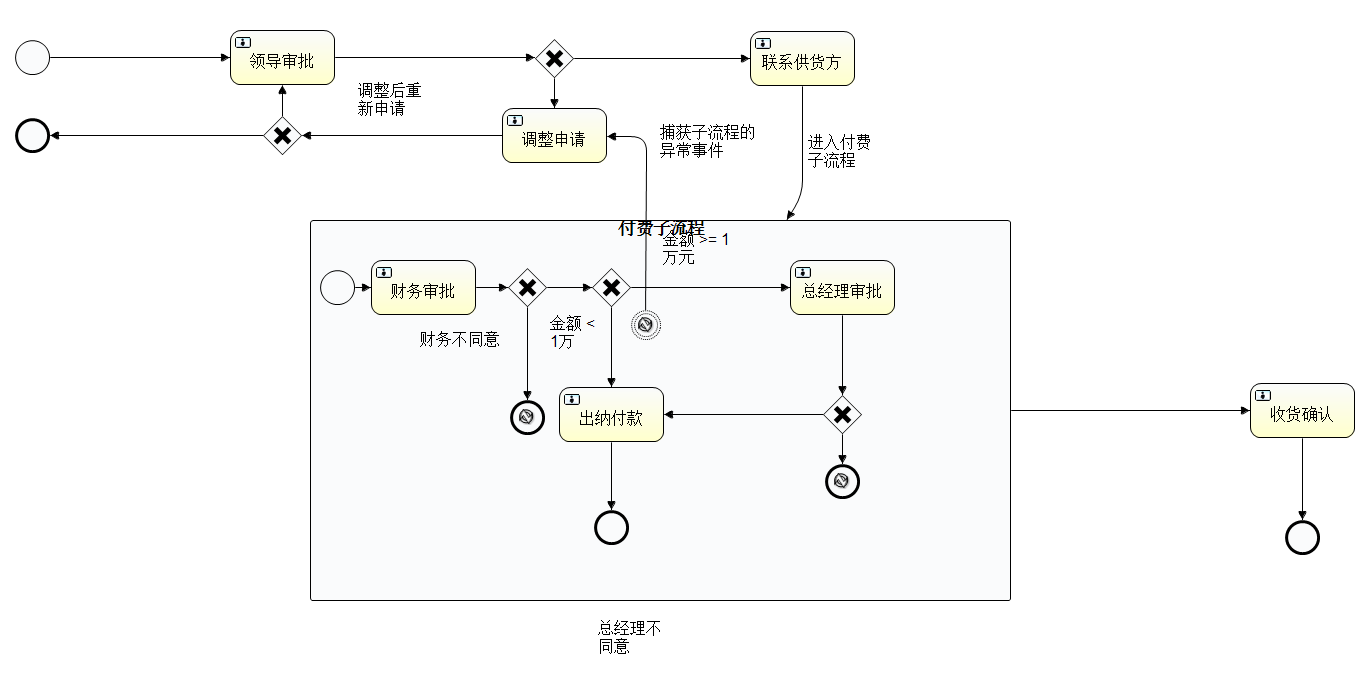 领导审批
联系供货方
调整后重
新申请
调整申请
捕获子流程的
异常事件
进入付费
子流程
付费子流程
金额 >= 1
万元
财务审批
总经理审批
财务不同意
金额 <
1万
出纳付款
收货确认
总经理不
同意